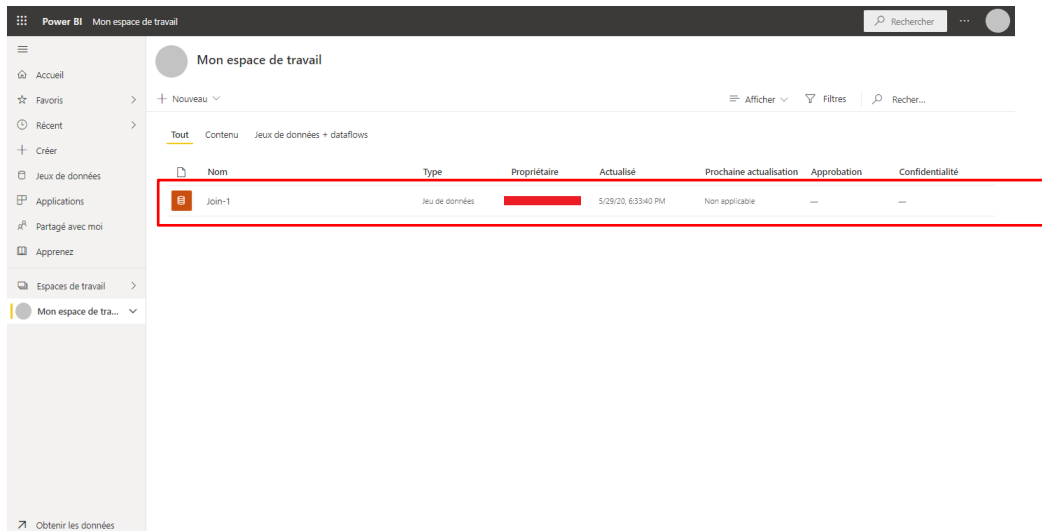 Power BI Mon espace de travail Rechercher ...
Mon espace de travail
Accueil
Favoris
Récent
Créer
Jeux de données
Applications
Partagé avec moi
Apprenez
Espaces de travail
Mon espace de tra...
Obtenir les données
+ Nouveau Afficher Filtres Recher...
Tout Contenu Jeux de données + dataflows
Nom Type Propriétaire Actualisé Prochaine actualisation Approbation Confidentialité
Join-1 Jeu de données 5/29/20, 6:33:40 PM Non applicable — —